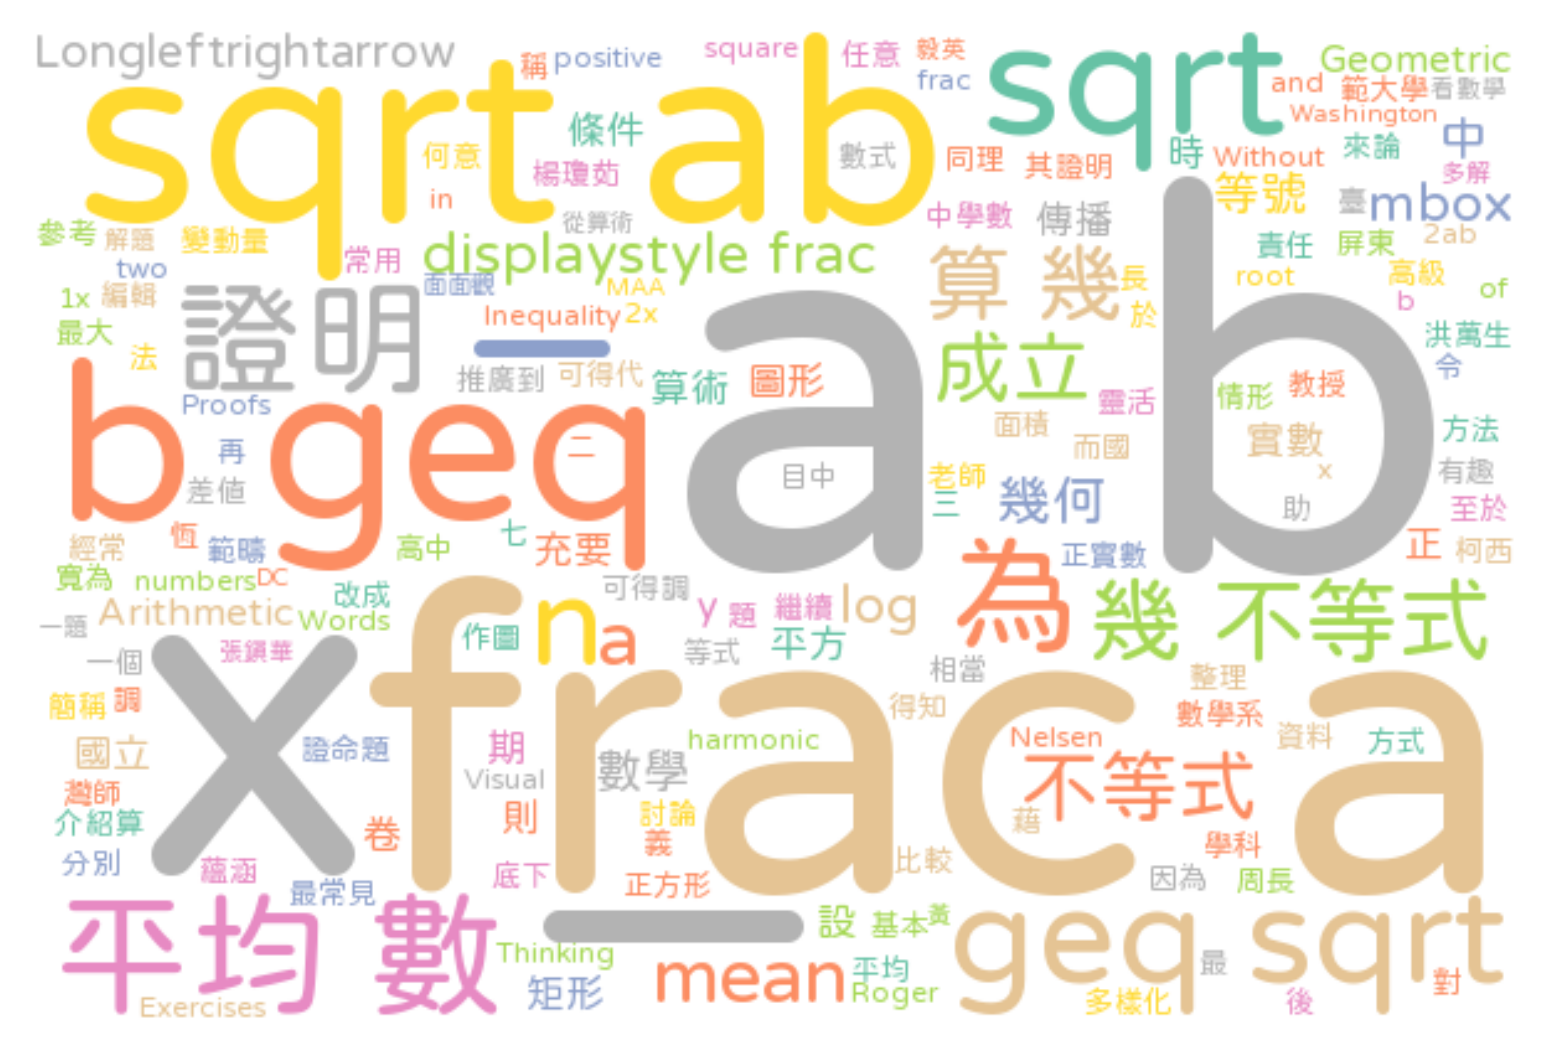 Longleftrightarrow
稱 positive
square
任意
毅英
sqrt
Geometric
sqrt ab
frac
and
範大學
看數學
Washington
條件
數式
中
何意
楊瓊茹
同理
其證明
時
Without
來論
多解
in
從算術
中學數
傳播
等號
臺
mbox
參考
解題
變動量
常用
displaystyle frac
責任
屏東
2ab
two
面面觀
MAA
算 幾
長
root
高級
b
of
1x
編輯
最大
法
證明
Inequality
2x
於
洪萬生
一
推廣到
可得代
算術
圖形
成立
靈活
情形
教授
令
Proofs
b geq
二
a b
目中
面積
而國
實數
x
方法
再
差值
老師
三
幾何
助
有趣
至於
經常
恆
範疇
高中
七
充要
正實數
正
柯西
寬為
numbers
DC
改成
可得調
為
幾 不等式
一題
Arithmetic
Words
作圖
n
a
y
題
繼續
log
平方
等式
一個
張鎮華
相當
整理
簡稱
調
x
frac a
得知
數學系
國立
證命題
期
harmonic
Nelsen
資料
方式
Visual
數學
不等式
灣師
介紹算
卷
則
討論
義
藉
學科
分別
蘊涵
最常見
底下
正方形
比較
因為
周長
平均 數
一
設
基本
黃
geq sqrt
Thinking
mean
平均
最
對
Exercises
矩形
Roger
多樣化
後